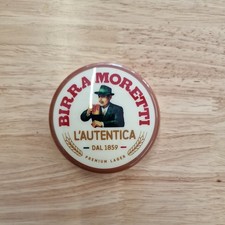 BIRRA MORETTI
L'AUTENTICA
DAL 1859
PREMIUM LAGER